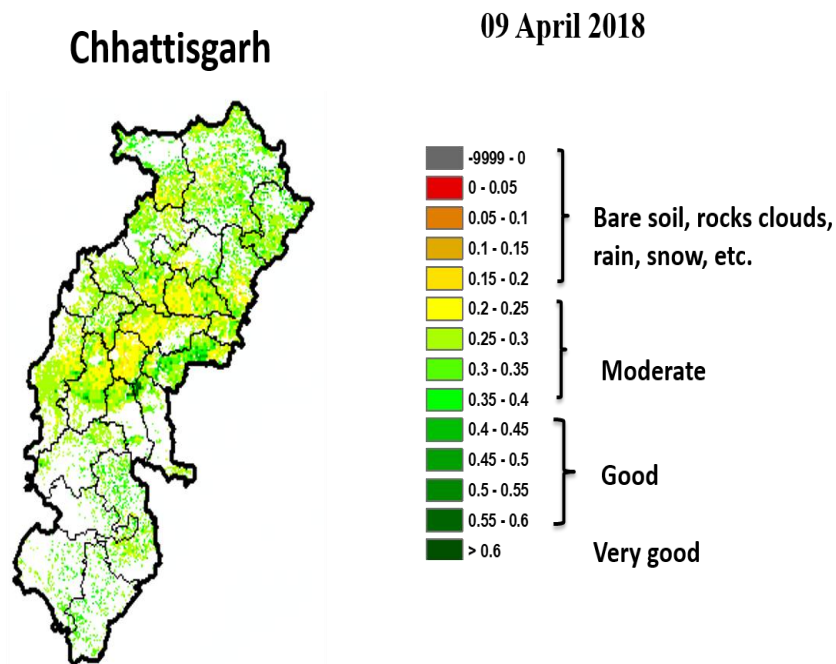 Chhattisgarh
09 April 2018
-9999 - 0
0 - 0.05
0.05 - 0.1
0.1 - 0.15
0.15 - 0.2
Bare soil, rocks clouds,
rain, snow, etc.
0.2 - 0.25
0.25 - 0.3
0.3 - 0.35
0.35 - 0.4
Moderate
0.4 - 0.45
0.45 - 0.5
0.5 - 0.55
0.55 - 0.6
Good
> 0.6
Very good